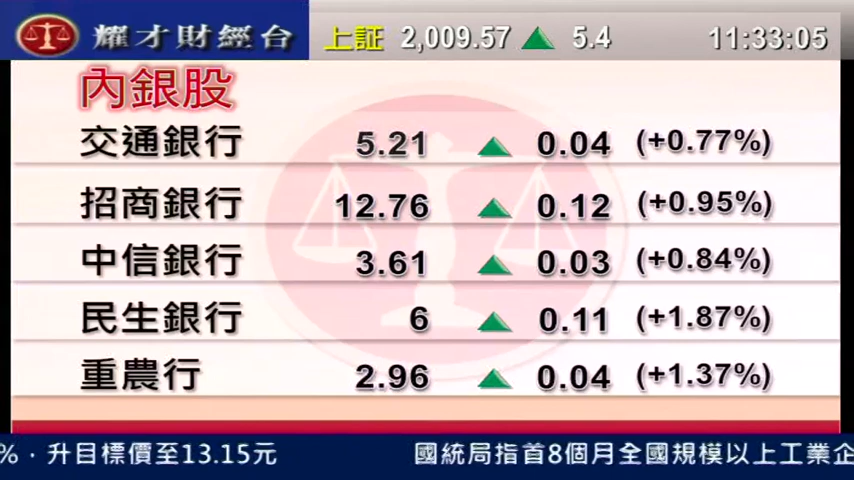 耀才財經台 上証 2,009.57 ▲ 5.4 11:33:05
內銀股
交通銀行 5.21 ▲ 0.04 (+0.77%)
招商銀行 12.76 ▲ 0.12 (+0.95%)
中信銀行 3.61 ▲ 0.03 (+0.84%)
民生銀行 6 ▲ 0.11 (+1.87%)
重農行 2.96 ▲ 0.04 (+1.37%)
%．升目標價至13.15元 國統局指首8個月全國規模以上工業企